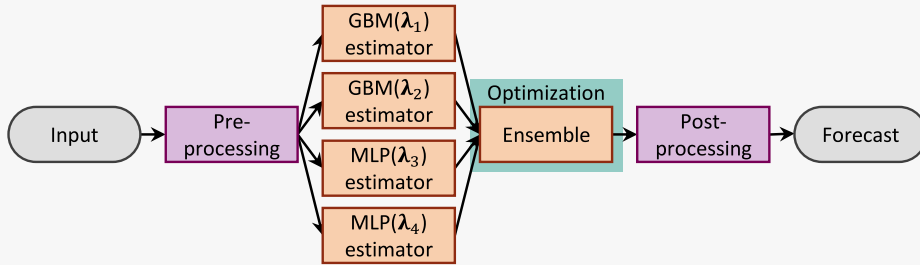 Input
Pre-
processing
GBM(λ₁)
estimator
GBM(λ₂)
estimator
MLP(λ₃)
estimator
MLP(λ₄)
estimator
Optimization
Ensemble
Post-
processing
Forecast